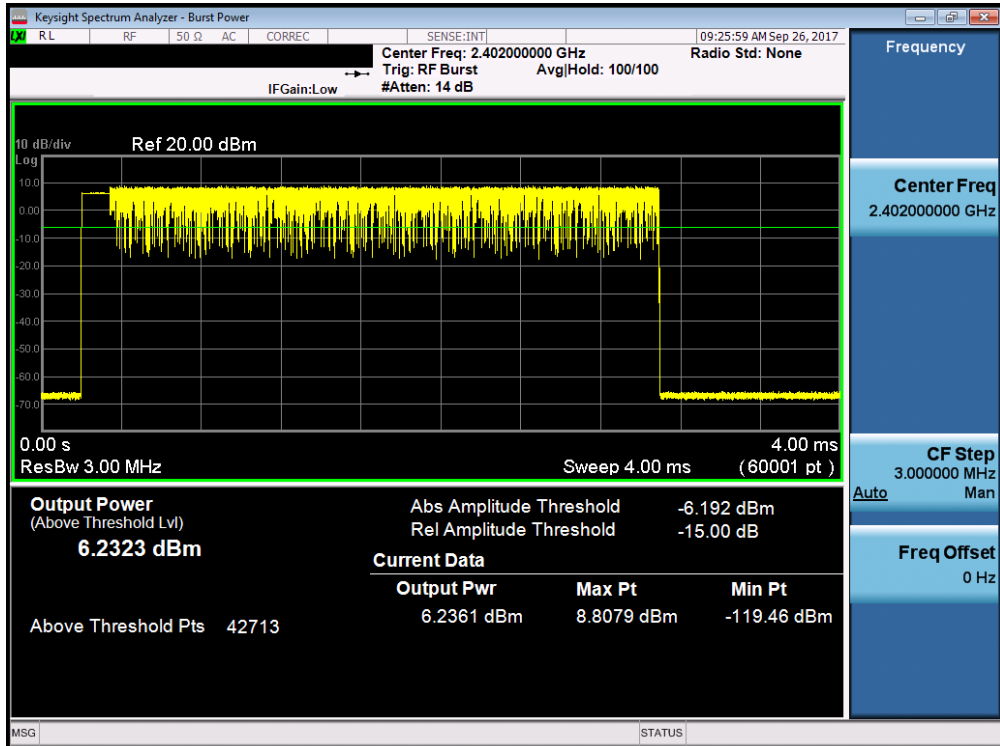 Keysight Spectrum Analyzer - Burst Power
LXI RL RF 50 Ω AC CORREC SENSE:INT 09:25:59 AM Sep 26, 2017
Center Freq: 2.402000000 GHz Radio Std: None
Trig: RF Burst Avg|Hold: 100/100
IFGain:Low #Atten: 14 dB
Frequency
10 dB/div Ref 20.00 dBm
Log
10.0
0.00
-10.0
-20.0
-30.0
-40.0
-50.0
-60.0
-70.0
0.00 s 4.00 ms
ResBw 3.00 MHz Sweep 4.00 ms (60001 pt)
Center Freq
2.402000000 GHz
CF Step
3.000000 MHz
Auto Man
Freq Offset
0 Hz
Output Power
(Above Threshold Lvl)
6.2323 dBm
Above Threshold Pts 42713
Abs Amplitude Threshold -6.192 dBm
Rel Amplitude Threshold -15.00 dB
Current Data
Output Pwr Max Pt Min Pt
6.2361 dBm 8.8079 dBm -119.46 dBm
MSG STATUS